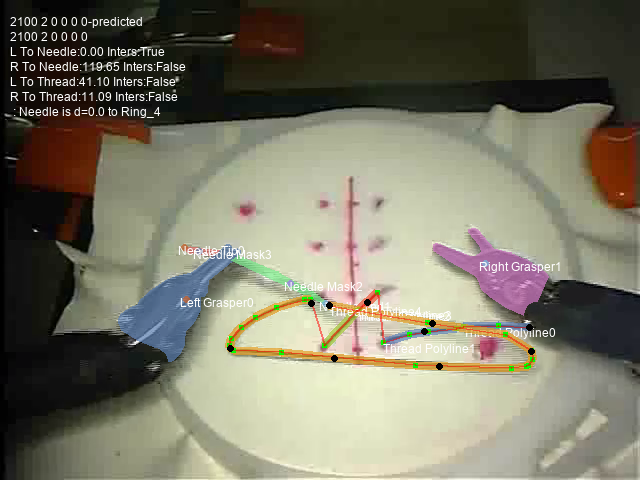 2100 2 0 0 0 0-predicted
2100 2 0 0 0 0
L To Needle:0.00 Inters:True
R To Needle:119.65 Inters:False
L To Thread:41.10 Inters:False
R To Thread:11.09 Inters:False
: Needle is d=0.0 to Ring_4
Needle Tip0
Needle Mask3
Right Grasper1
Needle Mask2
Left Grasper0
Thread Polyline0
Thread Polyline1